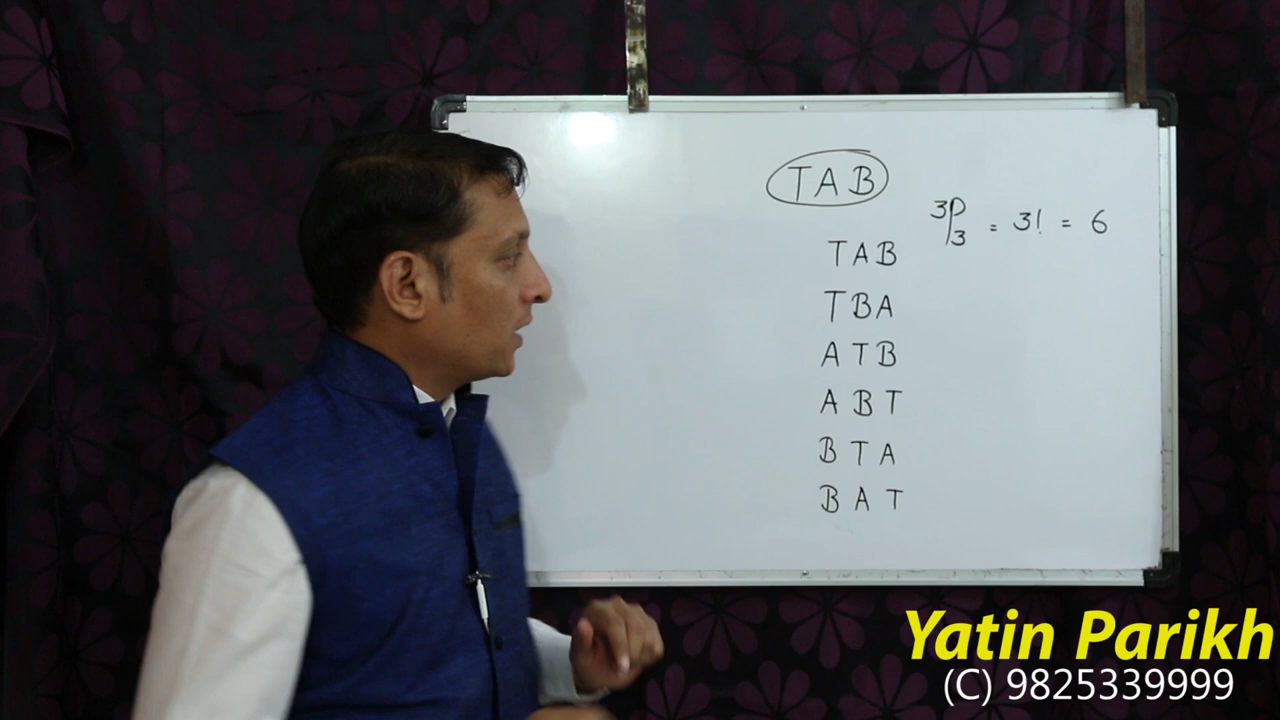 TAB
³P₃ = 3! = 6
TAB
TBA
ATB
ABT
BTA
BAT
Yatin Parikh
(C) 9825339999